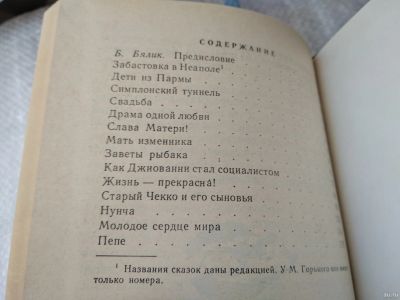 СОДЕРЖАНИЕ
Б. Бялик. Предисловие
Забастовка в Неаполе¹
Дети из Пармы
Симплонский туннель
Свадьба
Драма одной любви
Слава Матери!
Мать изменника
Заветы рыбака
Как Джиованни стал социалистом
Жизнь — прекрасна́!
Старый Чекко и его сыновья
Нунча
Молодое сердце мира
Пепе
¹ Названия сказок даны редакцией. У М. Горького
только номера.